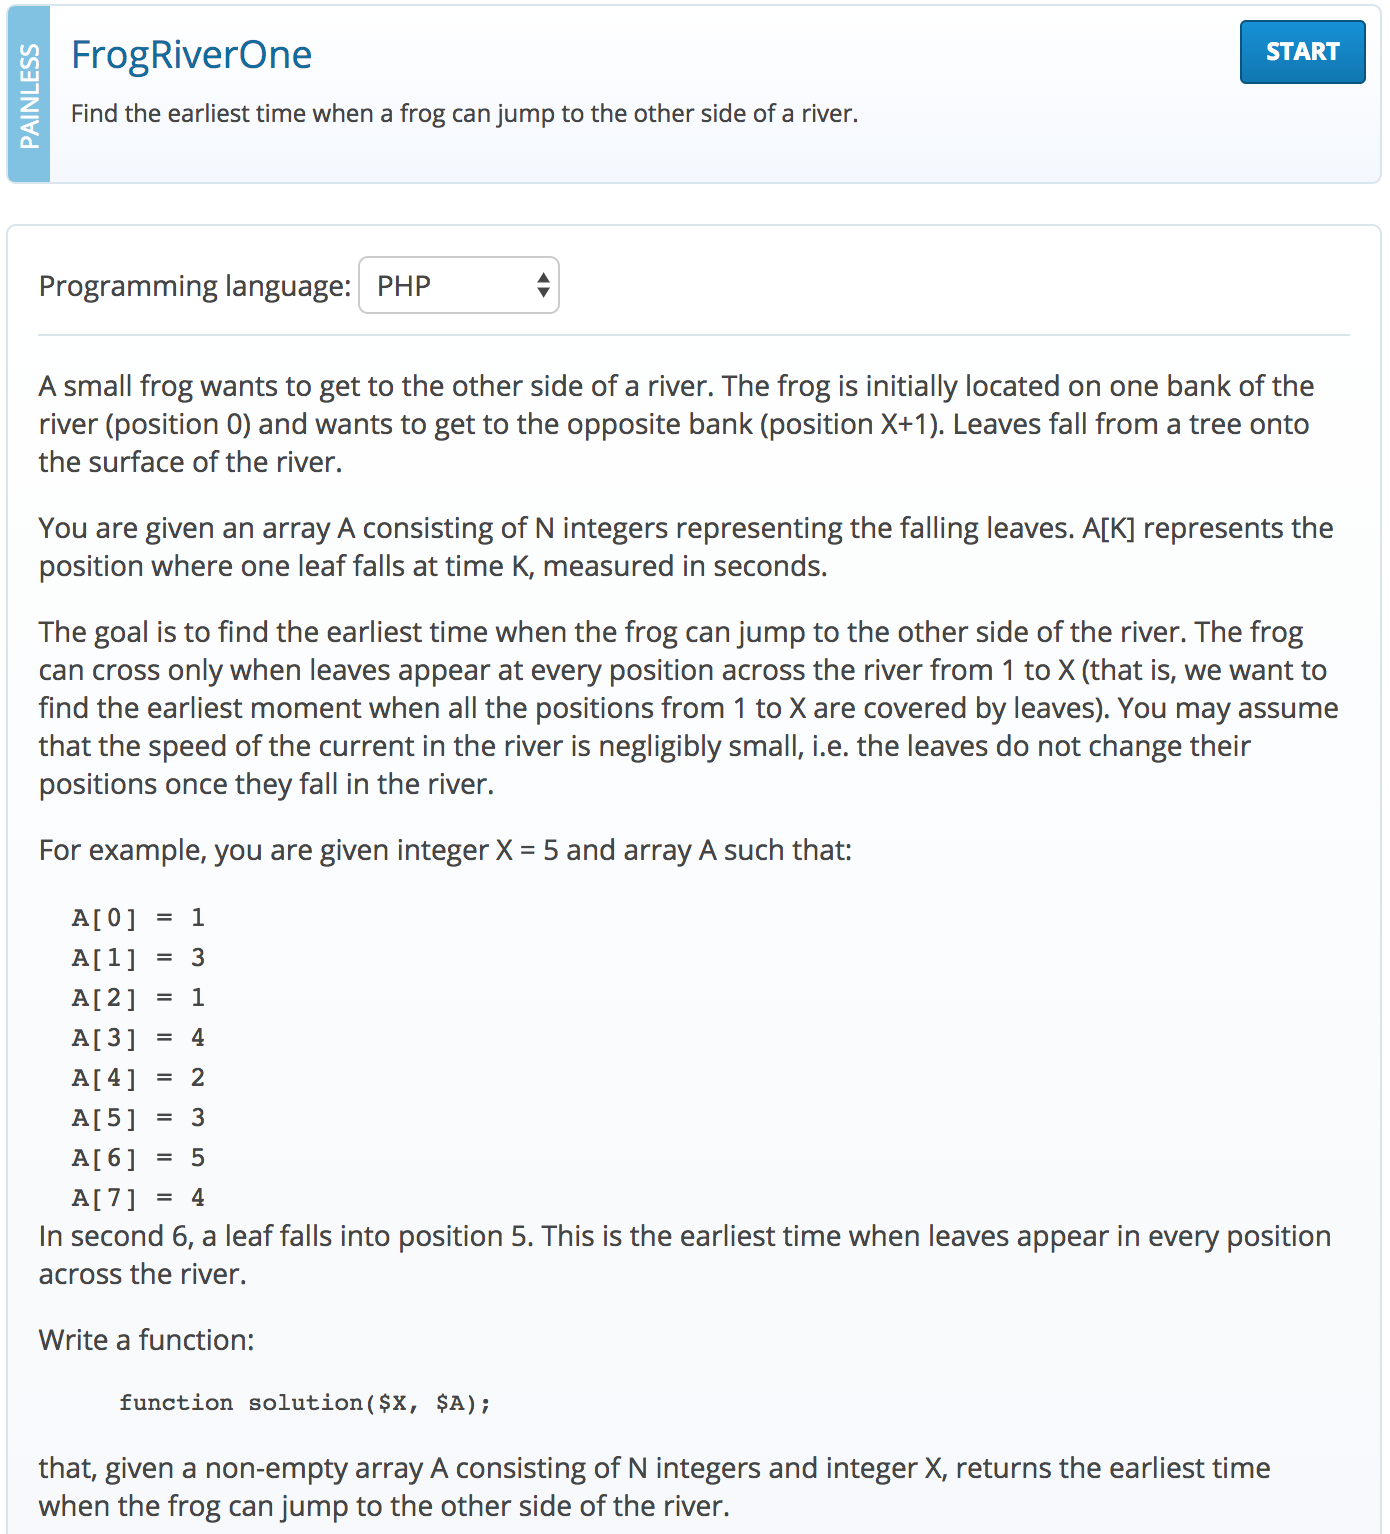 PAINLESS
FrogRiverOne
START
Find the earliest time when a frog can jump to the other side of a river.
Programming language: PHP
A small frog wants to get to the other side of a river. The frog is initially located on one bank of the
river (position 0) and wants to get to the opposite bank (position X+1). Leaves fall from a tree onto
the surface of the river.
You are given an array A consisting of N integers representing the falling leaves. A[K] represents the
position where one leaf falls at time K, measured in seconds.
The goal is to find the earliest time when the frog can jump to the other side of the river. The frog
can cross only when leaves appear at every position across the river from 1 to X (that is, we want to
find the earliest moment when all the positions from 1 to X are covered by leaves). You may assume
that the speed of the current in the river is negligibly small, i.e. the leaves do not change their
positions once they fall in the river.
For example, you are given integer X = 5 and array A such that:
A[0] = 1
A[1] = 3
A[2] = 1
A[3] = 4
A[4] = 2
A[5] = 3
A[6] = 5
A[7] = 4
In second 6, a leaf falls into position 5. This is the earliest time when leaves appear in every position
across the river.
Write a function:
function solution($X, $A);
that, given a non-empty array A consisting of N integers and integer X, returns the earliest time
when the frog can jump to the other side of the river.